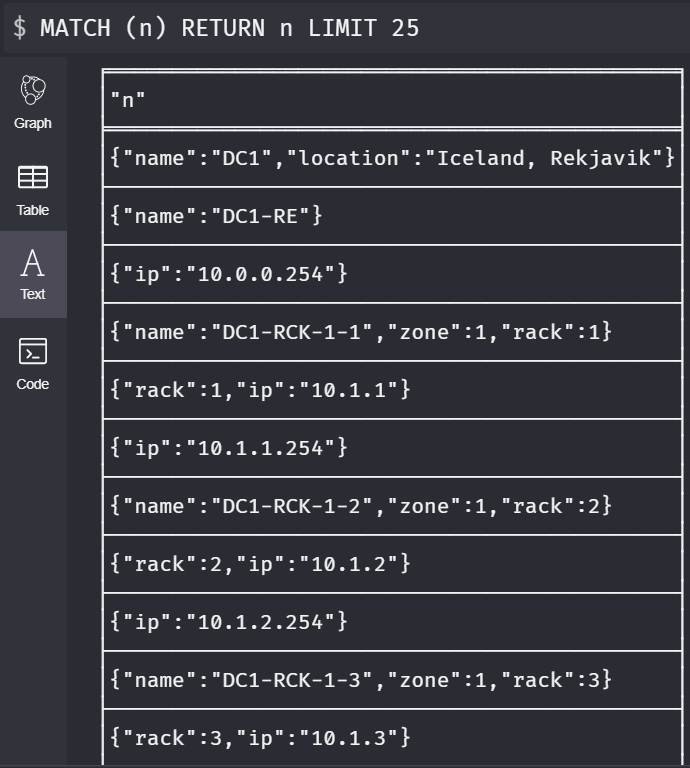 $ MATCH (n) RETURN n LIMIT 25
Graph
Table
Text
Code
"n"
{"name":"DC1","location":"Iceland, Rekjavik"}
{"name":"DC1-RE"}
{"ip":"10.0.0.254"}
{"name":"DC1-RCK-1-1","zone":1,"rack":1}
{"rack":1,"ip":"10.1.1"}
{"ip":"10.1.1.254"}
{"name":"DC1-RCK-1-2","zone":1,"rack":2}
{"rack":2,"ip":"10.1.2"}
{"ip":"10.1.2.254"}
{"name":"DC1-RCK-1-3","zone":1,"rack":3}
{"rack":3,"ip":"10.1.3"}